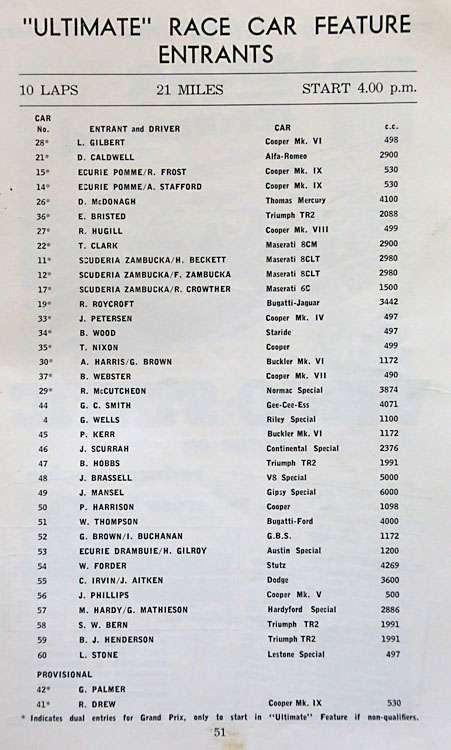 "ULTIMATE" RACE CAR FEATURE
ENTRANTS
10 LAPS 21 MILES START 4.00 p.m.
CAR
No. ENTRANT and DRIVER CAR c.c.
28* L. GILBERT Cooper Mk. VI 498
21* D. CALDWELL Alfa-Romeo 2900
15* ECURIE POMME/R. FROST Cooper Mk. IX 530
14* ECURIE POMME/A. STAFFORD Cooper Mk. IX 530
26* D. McDONAGH Thomas Mercury 4100
36* E. BRISTED Triumph TR2 2088
27* R. HUGILL Cooper Mk. VIII 499
22* T. CLARK Maserati 8CM 2900
11* SCUDERIA ZAMBUCKA/H. BECKETT Maserati 8CLT 2980
12* SCUDERIA ZAMBUCKA/F. ZAMBUCKA Maserati 8CLT 2980
17* SCUDERIA ZAMBUCKA/R. CROWTHER Maserati 6C 1500
19* R. ROYCROFT Bugatti-Jaguar 3442
33* J. PETERSEN Cooper Mk. IV 497
34* B. WOOD Staride 497
35* T. NIXON Cooper 499
30* A. HARRIS/G. BROWN Buckler Mk. VI 1172
37* B. WEBSTER Cooper Mk. VII 490
29* R. McCUTCHEON Normac Special 3874
44 G. C. SMITH Gee-Cee-Ess 4071
4 G. WELLS Riley Special 1100
45 P. KERR Buckler Mk. VI 1172
46 J. SCURRAH Continental Special 2376
47 B. HOBBS Triumph TR2 1991
48 J. BRASSELL V8 Special 5000
49 J. MANSEL Gipsy Special 6000
50 P. HARRISON Cooper 1098
51 W. THOMPSON Bugatti-Ford 4000
52 G. BROWN/I. BUCHANAN G.B.S. 1172
53 ECURIE DRAMBUIE/H. GILROY Austin Special 1200
54 W. FORDER Stutz 4269
55 C. IRVIN/J. AITKEN Dodge 3600
56 J. PHILLIPS Cooper Mk. V 500
57 M. HARDY/G. MATHIESON Hardyford Special 2886
58 S. W. BERN Triumph TR2 1991
59 B. J. HENDERSON Triumph TR2 1991
60 L. STONE Lestone Special 497
PROVISIONAL
42* G. PALMER
41* R. DREW Cooper Mk. IX 530
* Indicates dual entries for Grand Prix, only to start in "Ultimate" Feature if non-qualifiers.
51